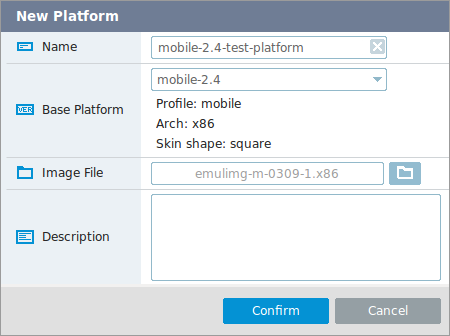 New Platform
Name
mobile-2.4-test-platform
mobile-2.4
VER
Base Platform
Profile: mobile
Arch: x86
Skin shape: square
Image File
emulimg-m-0309-1.x86
Description
Confirm
Cancel